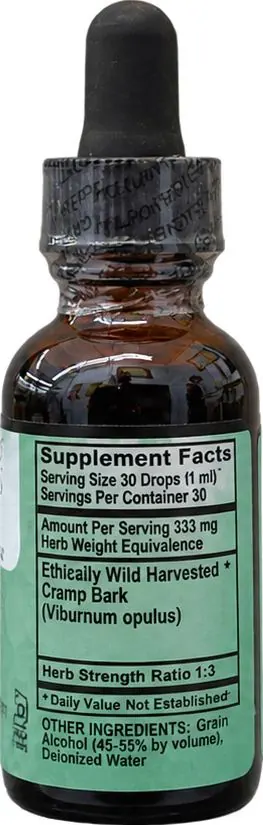 Supplement Facts
Serving Size 30 Drops (1 ml)
Servings Per Container 30
Amount Per Serving 333 mg
Herb Weight Equivalence
Ethically Wild Harvested *
Cramp Bark
(Viburnum opulus)
Herb Strength Ratio 1:3
*Daily Value Not Established
OTHER INGREDIENTS: Grain
Alcohol (45-55% by volume),
Deionized Water